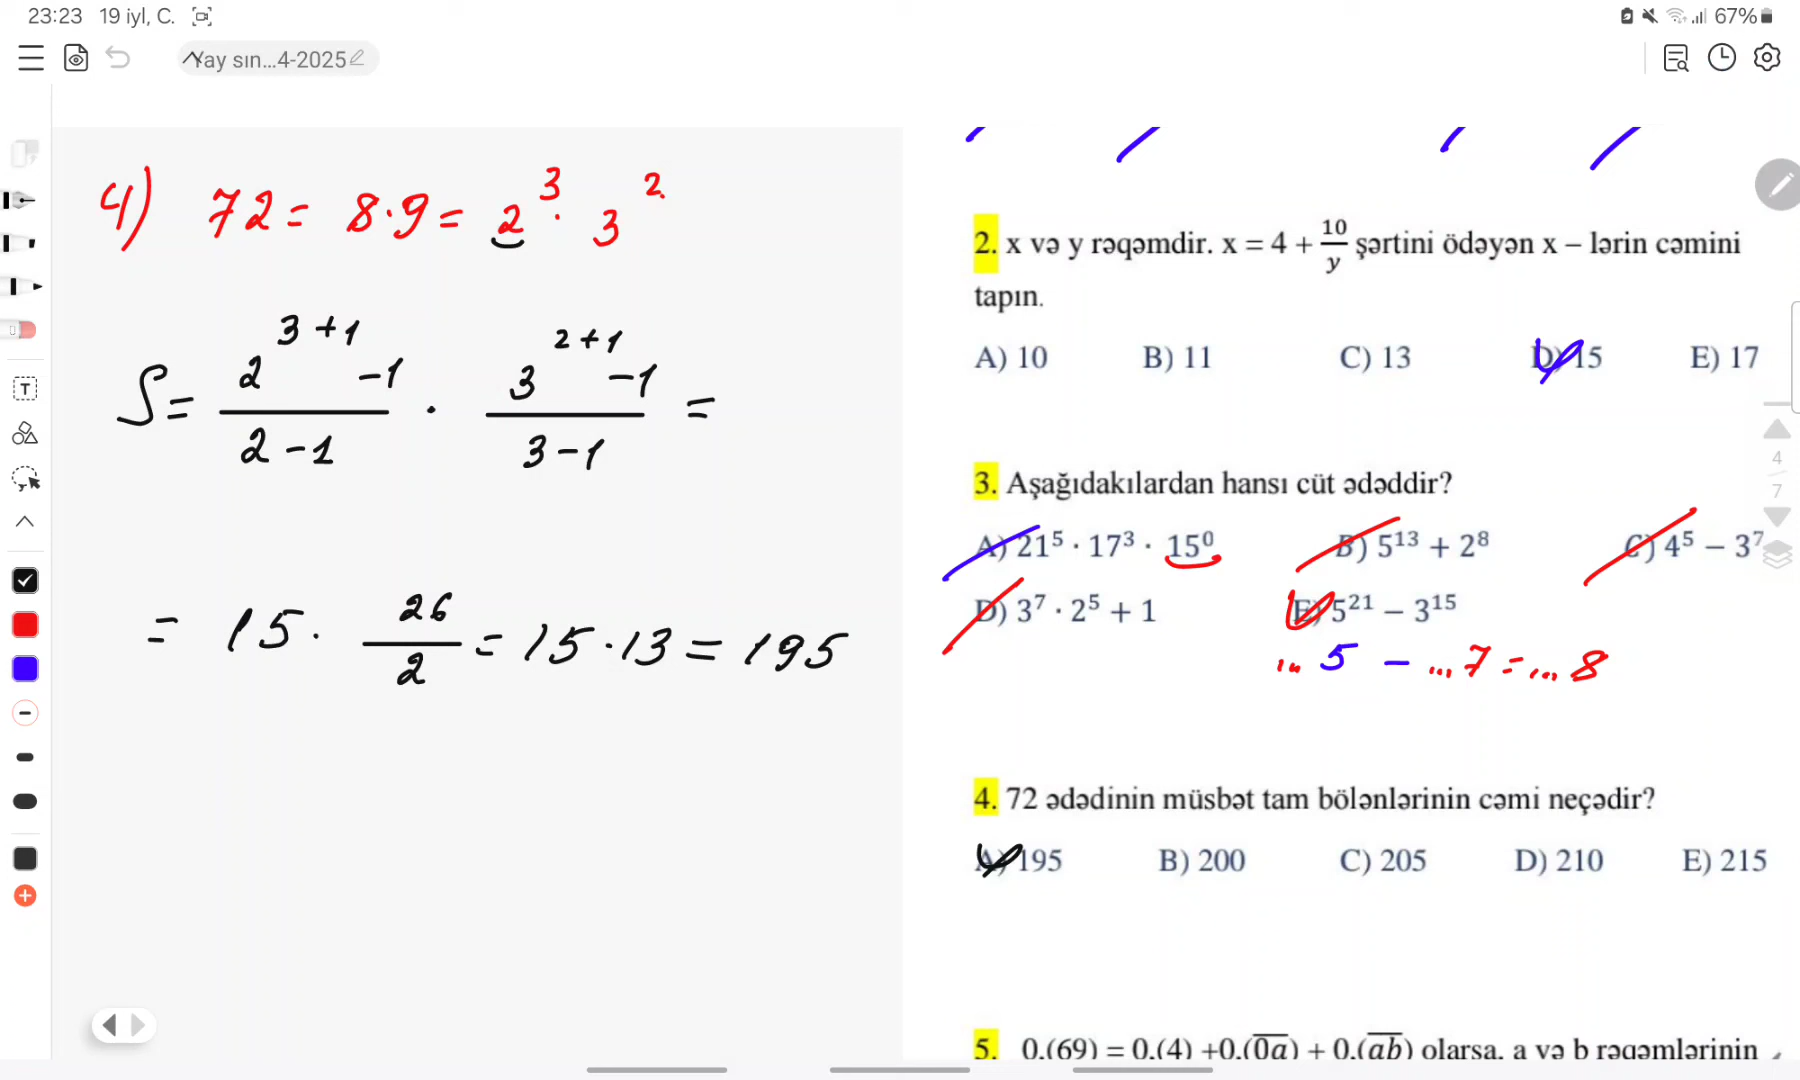 23:23 19 iyl, C.
67%
Yay sın...4-2025
4) 72 = 8·9 = 2³ · 3²
S = (2^(3+1) - 1)/(2 - 1) · (3^(2+1) - 1)/(3 - 1) =
= 15 · 26/2 = 15 · 13 = 195
2. x və y rəqəmdir. x = 4 + 10/y şərtini ödəyən x – lərin cəmini
tapın.
A) 10 B) 11 C) 13 D) 15 E) 17
3. Aşağıdakılardan hansı cüt ədəddir?
A) 21⁵ · 17³ · 15⁰ B) 5¹³ + 2⁸ C) 4⁵ – 3⁷
D) 3⁷ · 2⁵ + 1 E) 5²¹ – 3¹⁵
... 5 - ... 7 = ... 8
4. 72 ədədinin müsbət tam bölənlərinin cəmi neçədir?
A) 195 B) 200 C) 205 D) 210 E) 215
5. 0,(69) = 0,(4) +0,(0̅a̅) + 0,(a̅b̅) olarsa, a və b rəqəmlərinin
4
7
T